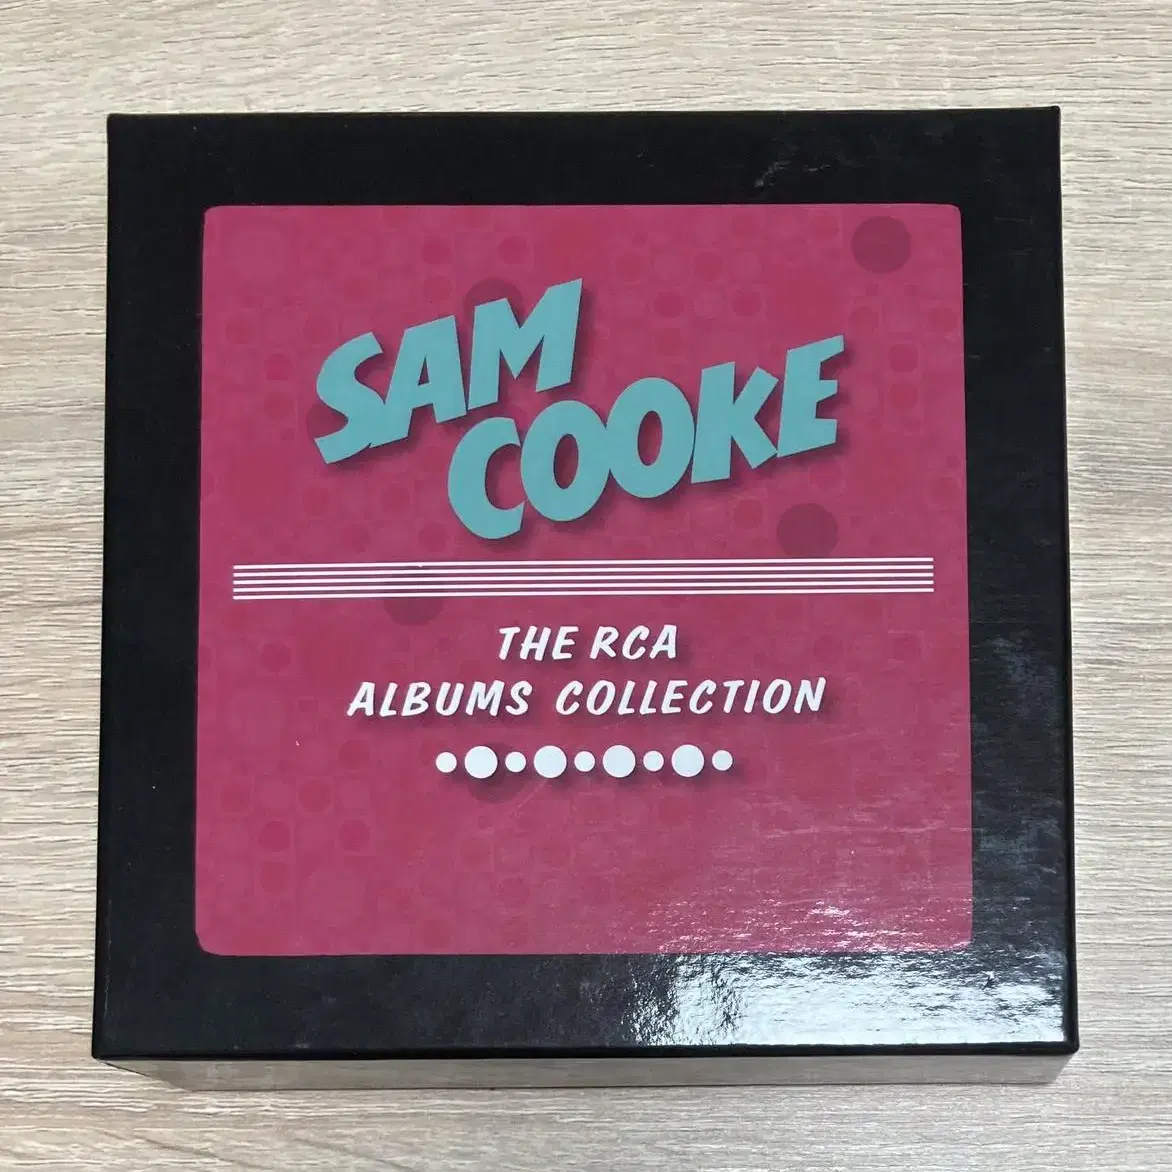 SAM
COOKE
THE RCA
ALBUMS COLLECTION